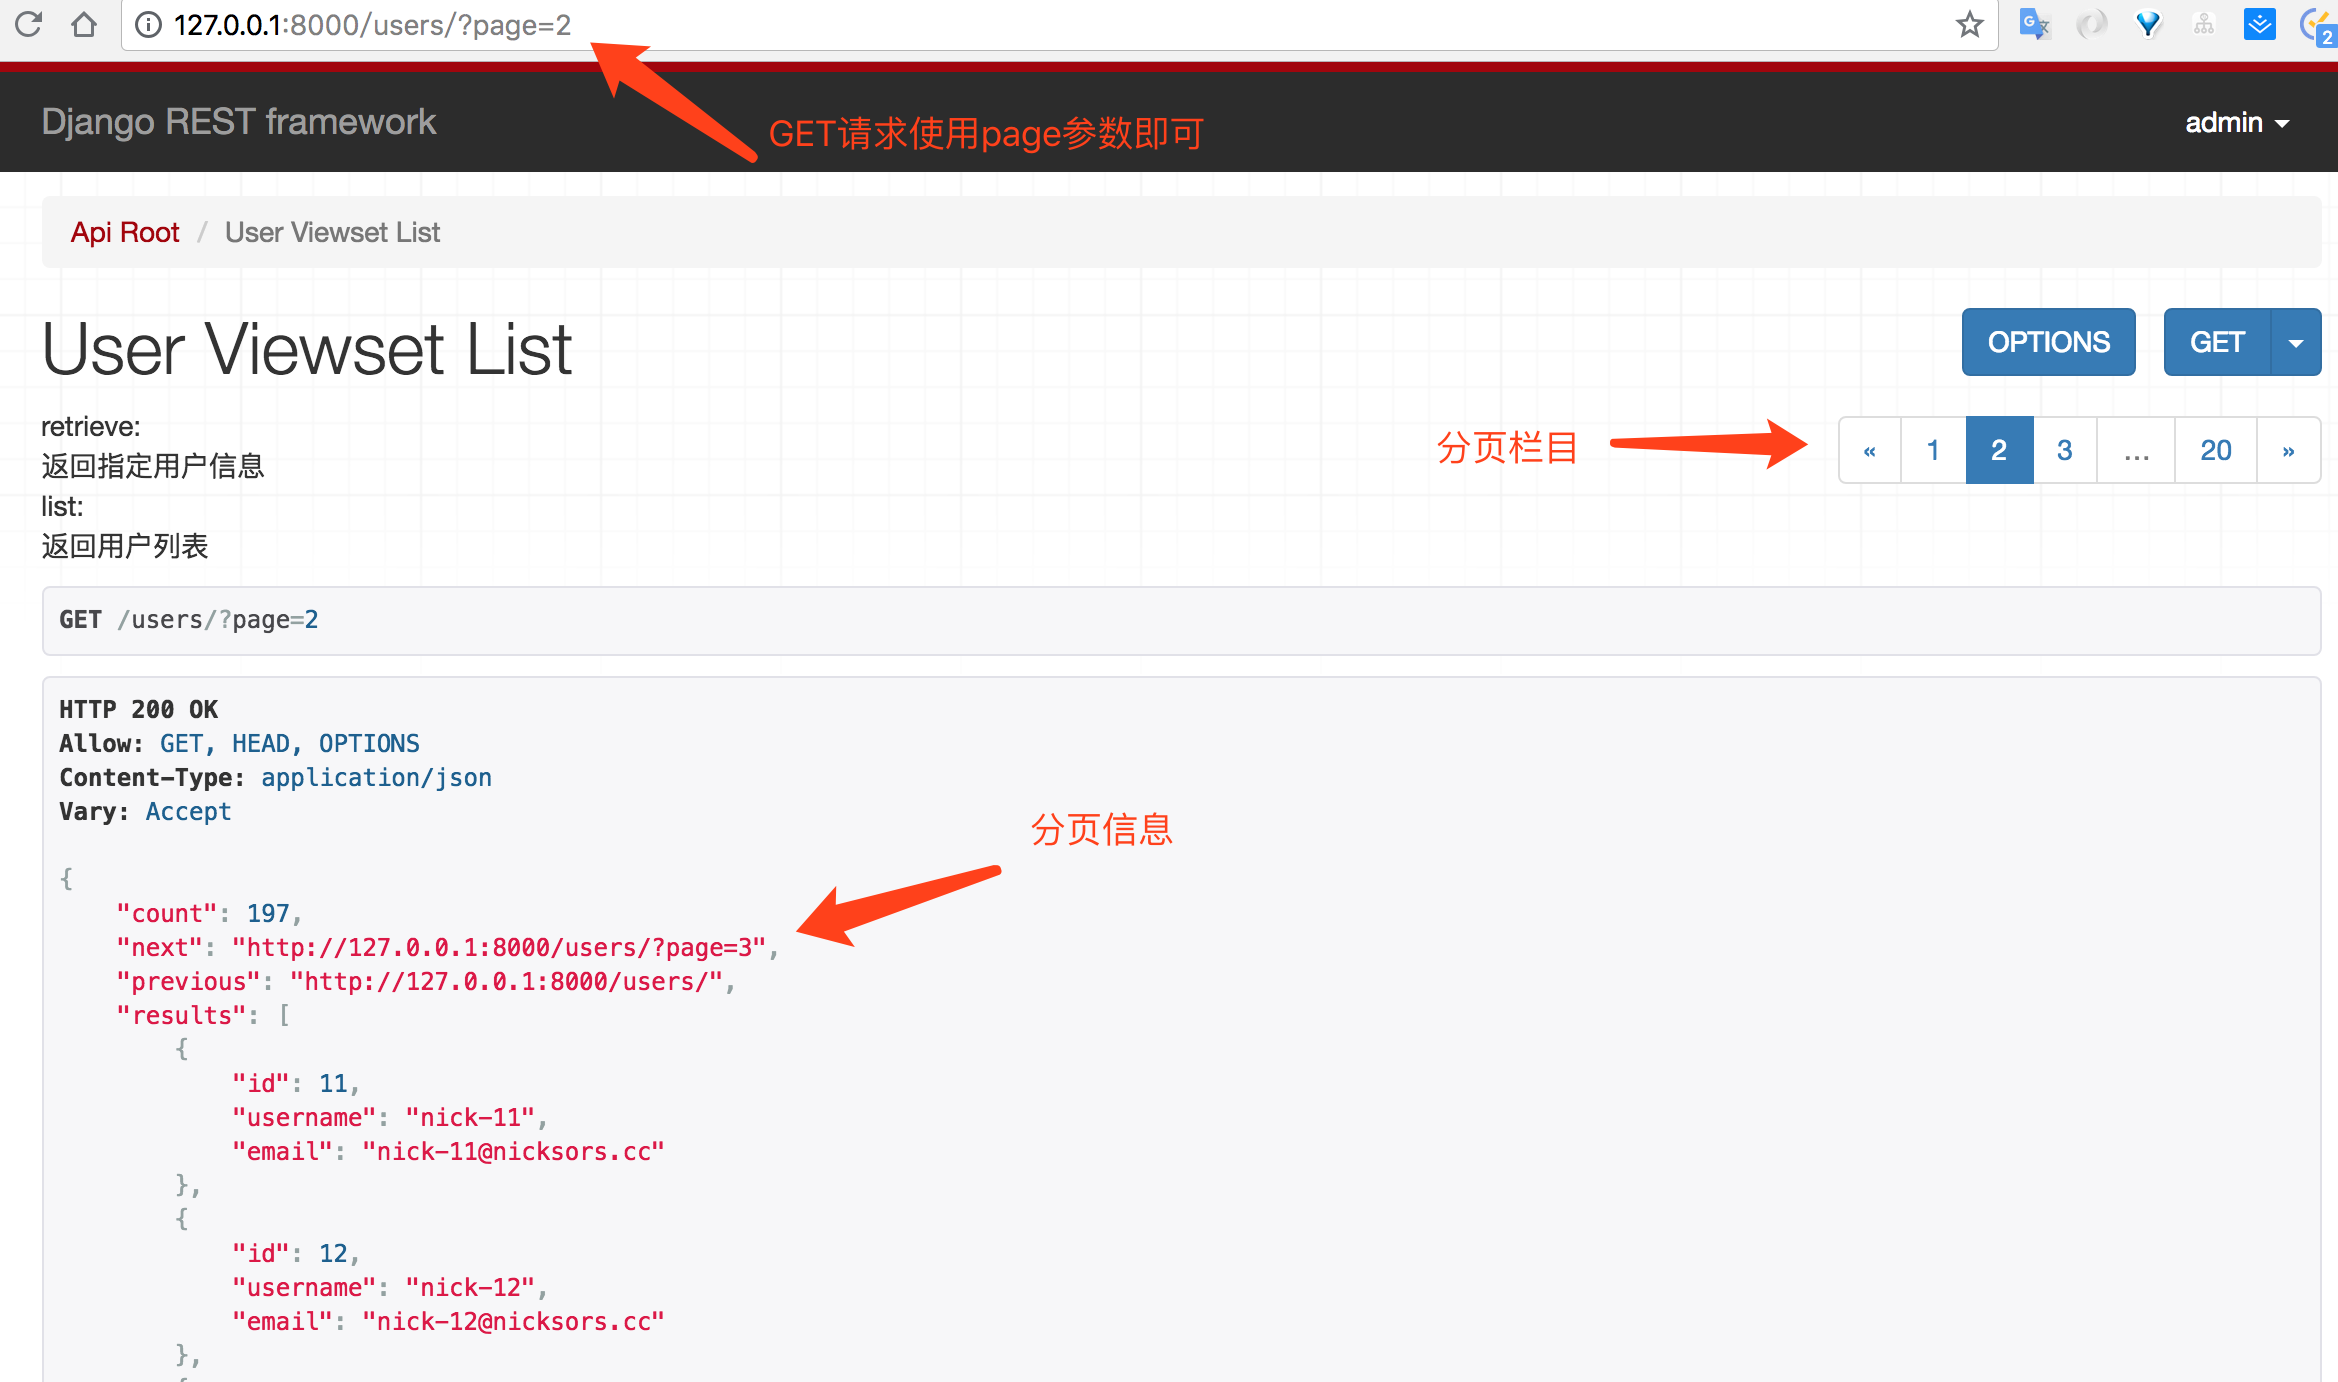 127.0.0.1:8000/users/?page=2
2
Django REST framework
GET请求使用page参数即可
admin
Api Root / User Viewset List
User Viewset List
OPTIONS
GET
retrieve:
返回指定用户信息
list:
返回用户列表
分页栏目
« 1 2 3 … 20 »
GET /users/?page=2
HTTP 200 OK
Allow: GET, HEAD, OPTIONS
Content-Type: application/json
Vary: Accept
分页信息
{
    "count": 197,
    "next": "http://127.0.0.1:8000/users/?page=3",
    "previous": "http://127.0.0.1:8000/users/",
    "results": [
        {
            "id": 11,
            "username": "nick-11",
            "email": "nick-11@nicksors.cc"
        },
        {
            "id": 12,
            "username": "nick-12",
            "email": "nick-12@nicksors.cc"
        },